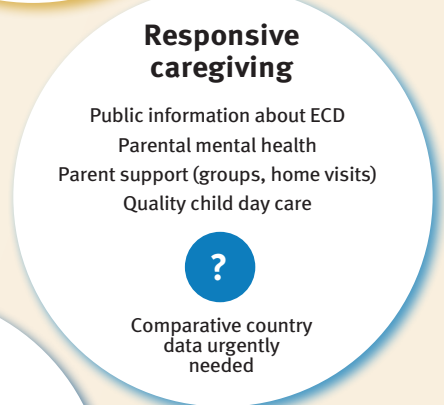 Responsive
caregiving
Public information about ECD
Parental mental health
Parent support (groups, home visits)
Quality child day care
?
Comparative country
data urgently
needed